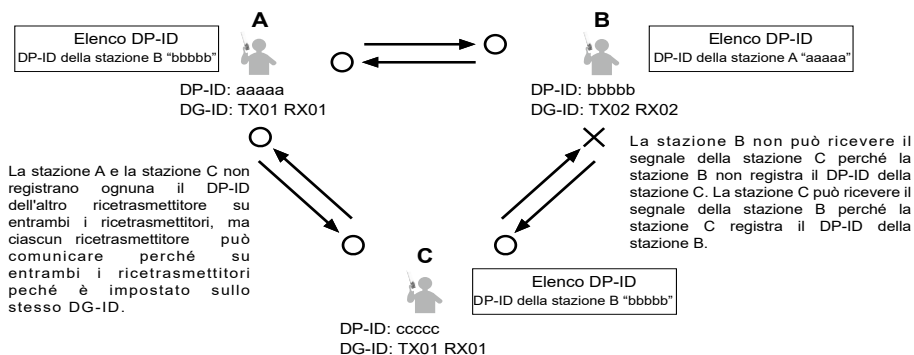 A
B
Elenco DP-ID
DP-ID della stazione B “bbbbb”
Elenco DP-ID
DP-ID della stazione A “aaaaa”
DP-ID: aaaaa
DG-ID: TX01 RX01
DP-ID: bbbbb
DG-ID: TX02 RX02
La stazione A e la stazione C non
registrano ognuna il DP-ID
dell'altro ricetrasmettitore su
entrambi i ricetrasmettitori, ma
ciascun ricetrasmettitore può
comunicare perché su
entrambi i ricetrasmettitori
peché è impostato sullo
stesso DG-ID.
La stazione B non può ricevere il
segnale della stazione C perché la
stazione B non registra il DP-ID della
stazione C. La stazione C può ricevere il
segnale della stazione B perché la
stazione C registra il DP-ID della
stazione B.
C
Elenco DP-ID
DP-ID della stazione B “bbbbb”
DP-ID: ccccc
DG-ID: TX01 RX01